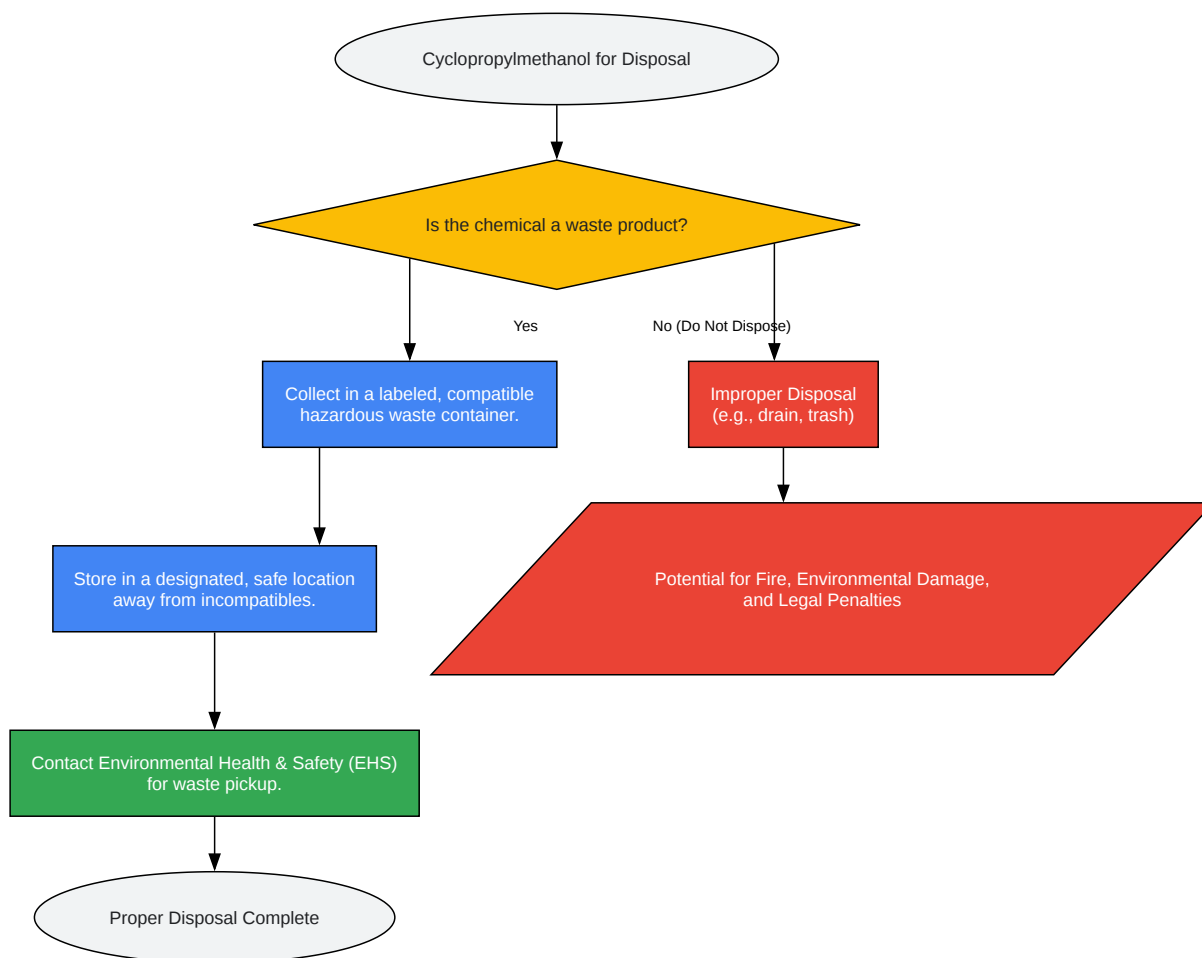 Cyclopropylmethanol for Disposal
Is the chemical a waste product?
Yes
No (Do Not Dispose)
Collect in a labeled, compatible
hazardous waste container.
Improper Disposal
(e.g., drain, trash)
Store in a designated, safe location
away from incompatibles.
Potential for Fire, Environmental Damage,
and Legal Penalties
Contact Environmental Health & Safety (EHS)
for waste pickup.
Proper Disposal Complete